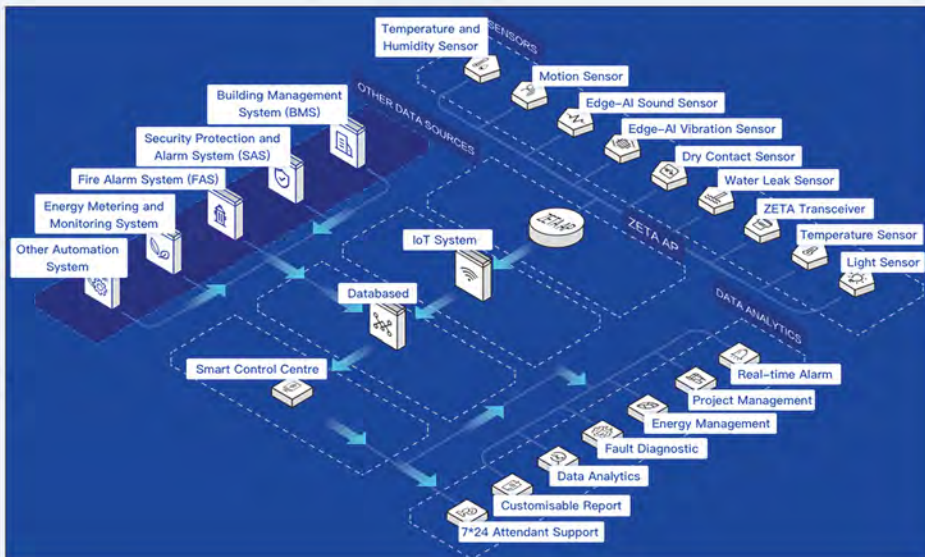 SENSORS
Temperature and
Humidity Sensor
Motion Sensor
Edge-AI Sound Sensor
Edge-AI Vibration Sensor
Dry Contact Sensor
Water Leak Sensor
ZETA Transceiver
Temperature Sensor
Light Sensor
OTHER DATA SOURCES
Building Management
System (BMS)
Security Protection and
Alarm System (SAS)
Fire Alarm System (FAS)
Energy Metering and
Monitoring System
Other Automation
System
ZETA AP
ZETA AP
IoT System
Databased
Smart Control Centre
DATA ANALYTICS
Real-time Alarm
Project Management
Energy Management
Fault Diagnostic
Data Analytics
Customisable Report
7*24 Attendant Support